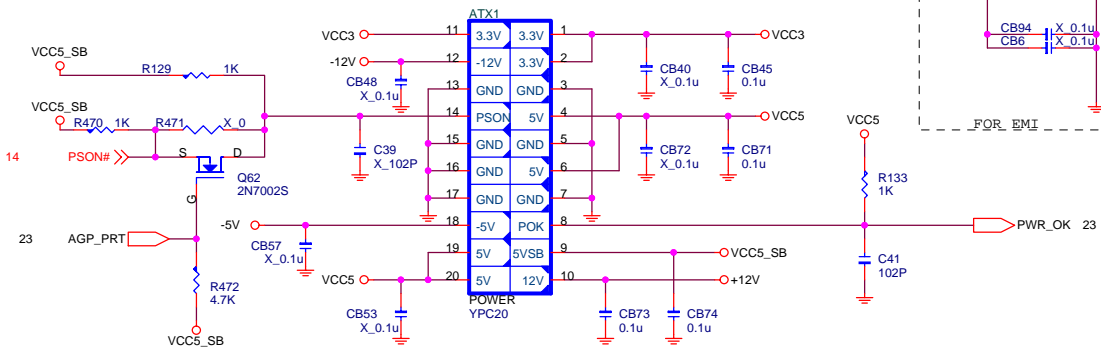 ATX1
VCC3 11 3.3V 3.3V 1 VCC3
-12V 12 -12V 3.3V 2
13 GND GND 3
14 PSON 5V 4 VCC5
15 GND GND 5
16 GND 5V 6
17 GND GND 7
-5V 18 -5V POK 8
19 5V 5VSB 9 VCC5_SB
VCC5 20 5V 12V 10 +12V
POWER
YPC20
VCC5_SB
R129 1K
VCC5_SB
R470 1K R471 X_0
14 PSON#
S D
G
Q62
2N7002S
23 AGP_PRT
R472
4.7K
VCC5_SB
CB48
X_0.1u
C39
X_102P
CB57
X_0.1u
CB53
X_0.1u
CB40
X_0.1u
CB45
0.1u
CB72
X_0.1u
CB71
0.1u
CB73
0.1u
CB74
0.1u
VCC5
R133
1K
PWR_OK 23
C41
102P
CB94 X_0.1u
CB6 X_0.1u
FOR EMI